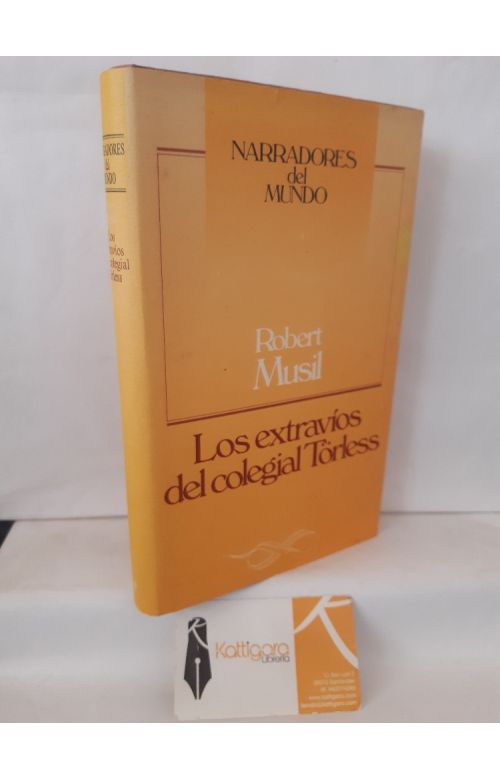 NARRADORES
del
MUNDO
Robert
Musil
Los extravíos
del colegial Törless
Kattigara
Librería